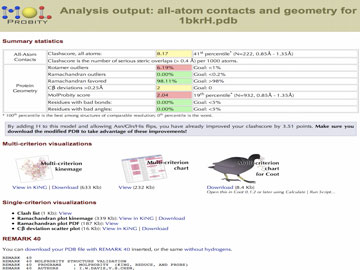 PROBITY
Analysis output: all-atom contacts and geometry for
1bkrH.pdb
Summary statistics
All-Atom
Contacts
Clashscore, all atoms: 9.17 41st percentile* (N=222, 0.85Å - 1.35Å)
Clashscore is the number of serious steric overlaps (> 0.4 Å) per 1000 atoms.
Protein
Geometry
Rotamer outliers 6.19% Goal: <1%
Ramachandran outliers 0.00% Goal: <0.2%
Ramachandran favored 98.11% Goal: >98%
Cβ deviations >0.25Å 2 Goal: 0
MolProbity score 2.04 19th percentile* (N=932, 0.85Å - 1.35Å)
Residues with bad bonds: 0.00% Goal: <1%
Residues with bad angles: 0.00% Goal: <5%
* 100th percentile is the best among structures of comparable resolution; 0th percentile is the worst.
By adding H to this model and allowing Asn/Gln/His flips, you have already improved your clashscore by 3.51 points. Make sure you
download the modified PDB to take advantage of these improvements!
Multi-criterion visualizations
Multi-criterion
kinemage
Multi-criterion
chart
Multi-criterion
chart
for Coot
View in KiNG | Download (633 Kb)
View (232 Kb)
Download (8.4 Kb)
Open this in Coot 0.1.2 or later using Calculate | Run Script...
Single-criterion visualizations
• Clash list (1 Kb): View
• Ramachandran plot kinemage (339 Kb): View in KiNG | Download
• Ramachandran plot PDF (187 Kb): View
• Cβ deviation scatter plot (16 Kb): View in KiNG | Download
REMARK 40
You can download your PDB file with REMARK 40 inserted, or the same without hydrogens.
REMARK 40
REMARK 40 MOLPROBITY STRUCTURE VALIDATION
REMARK 40 PROGRAMS : MOLPROBITY (KING, REDUCE, AND PROBE)
REMARK 40 AUTHORS : I.W.DAVIS,V.B.CHEN,